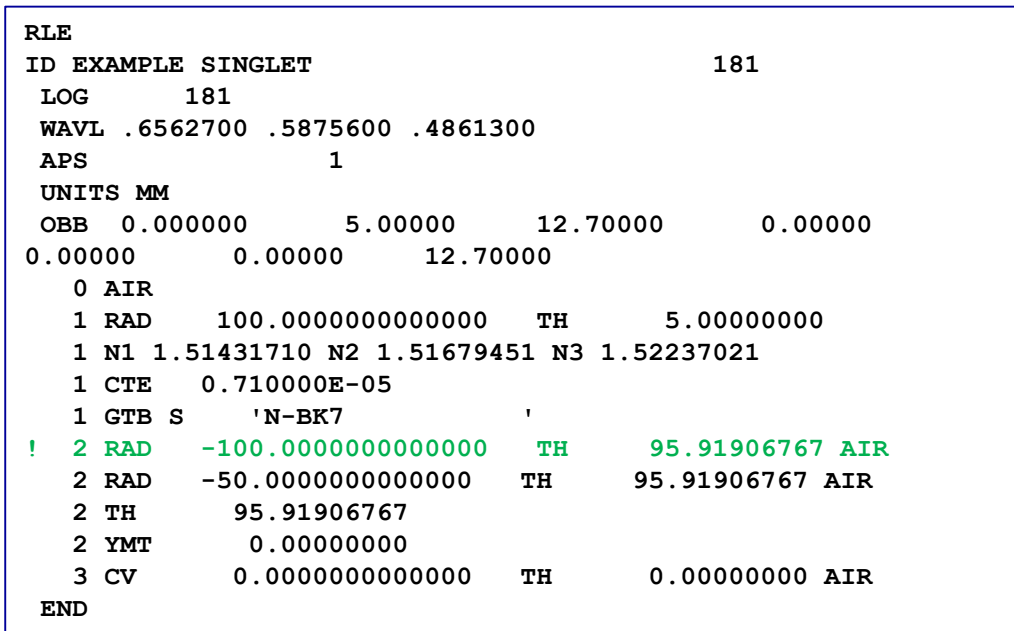 RLE
ID EXAMPLE SINGLET 181
LOG 181
WAVL .6562700 .5875600 .4861300
APS 1
UNITS MM
OBB 0.000000 5.00000 12.70000 0.00000
0.00000 0.00000 12.70000
0 AIR
1 RAD 100.0000000000000 TH 5.00000000
1 N1 1.51431710 N2 1.51679451 N3 1.52237021
1 CTE 0.710000E-05
1 GTB S 'N-BK7 '
! 2 RAD -100.0000000000000 TH 95.91906767 AIR
2 RAD -50.0000000000000 TH 95.91906767 AIR
2 TH 95.91906767
2 YMT 0.00000000
3 CV 0.0000000000000 TH 0.00000000 AIR
END